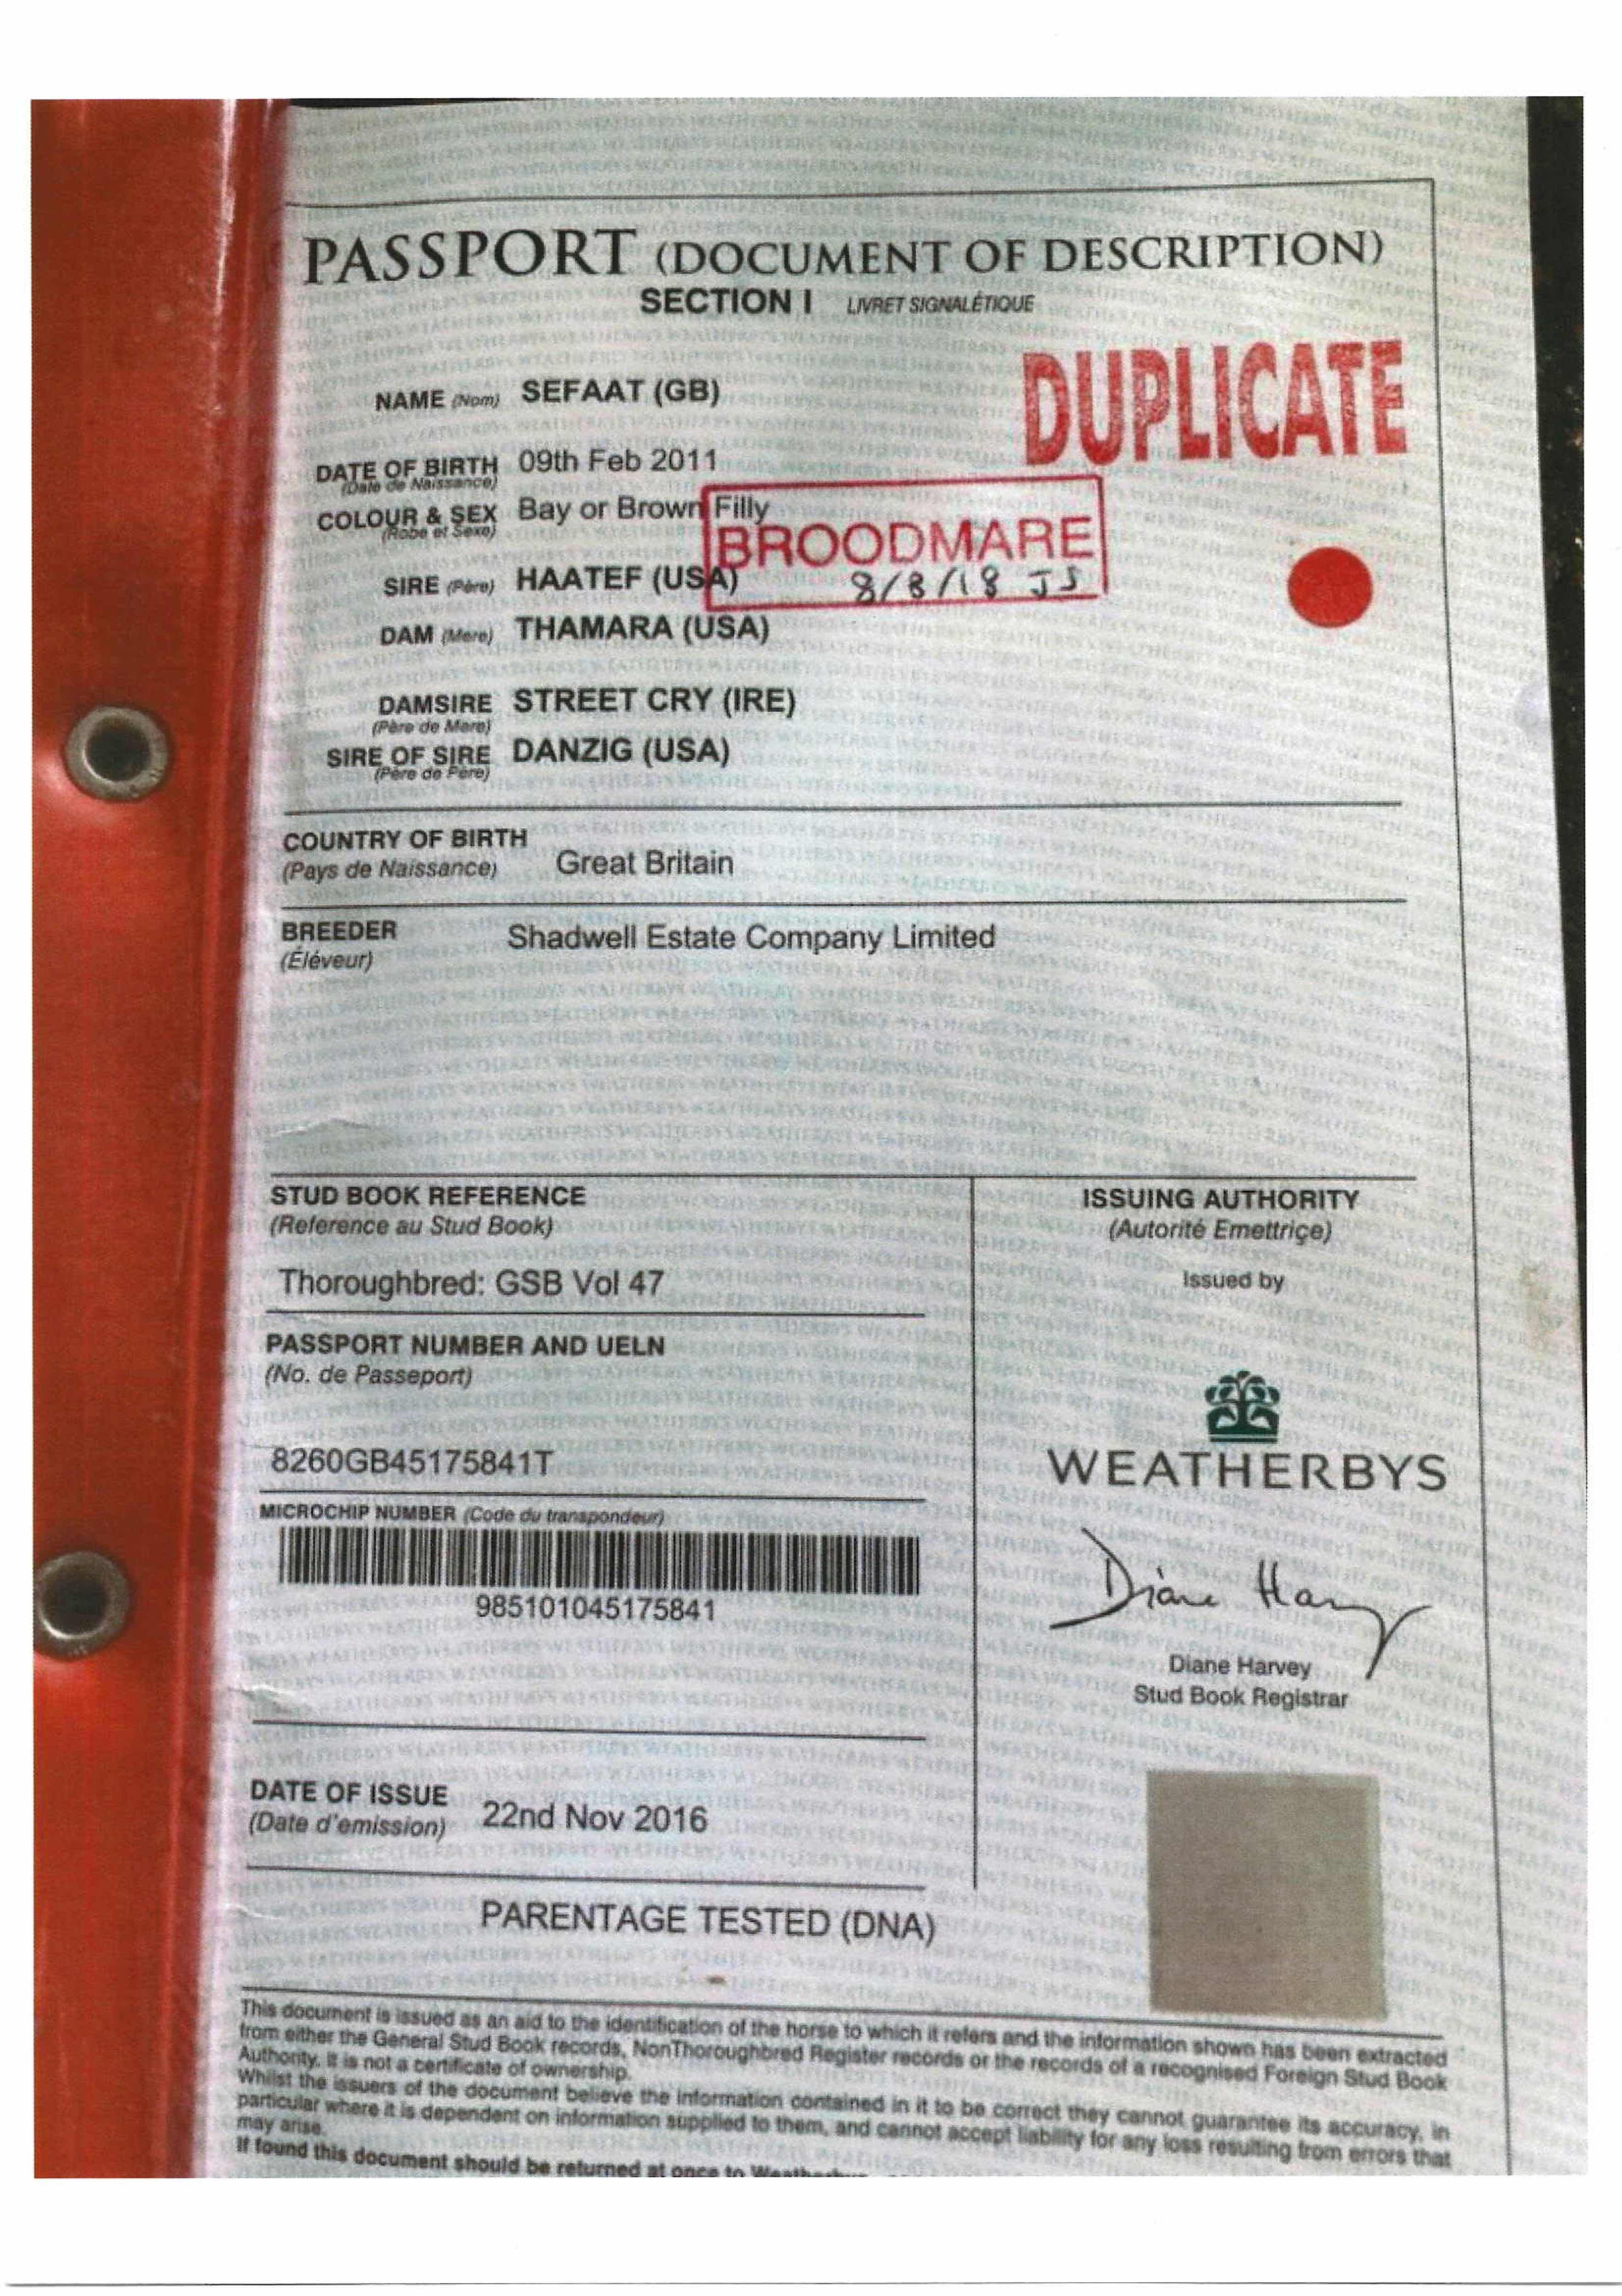 PASSPORT (DOCUMENT OF DESCRIPTION)
SECTION I LIVRET SIGNALÉTIQUE
DUPLICATE
NAME (Nom) SEFAAT (GB)
DATE OF BIRTH 09th Feb 2011
(Date de Naissance)
COLOUR & SEX Bay or Brown Filly
(Robe et Sexe)
BROODMARE
8/8/18 JS
SIRE (Père) HAATEF (USA)
DAM (Mere) THAMARA (USA)
DAMSIRE STREET CRY (IRE)
(Père de Mere)
SIRE OF SIRE DANZIG (USA)
(Père de Père)
COUNTRY OF BIRTH
(Pays de Naissance) Great Britain
BREEDER Shadwell Estate Company Limited
(Éléveur)
STUD BOOK REFERENCE
(Reference au Stud Book)
Thoroughbred: GSB Vol 47
PASSPORT NUMBER AND UELN
(No. de Passeport)
8260GB45175841T
MICROCHIP NUMBER (Code du transpondeur)
985101045175841
DATE OF ISSUE
(Date d'emission) 22nd Nov 2016
ISSUING AUTHORITY
(Autorité Emettriçe)
Issued by
WEATHERBYS
Diane Harvey
Diane Harvey
Stud Book Registrar
PARENTAGE TESTED (DNA)
This document is issued as an aid to the identification of the horse to which it refers and the information shown has been extracted
from either the General Stud Book records, NonThoroughbred Register records or the records of a recognised Foreign Stud Book
Authority. It is not a certificate of ownership.
Whilst the issuers of the document believe the information contained in it to be correct they cannot guarantee its accuracy, in
particular where it is dependent on information supplied to them, and cannot accept liability for any loss resulting from errors that
may arise.
If found this document should be returned at once to